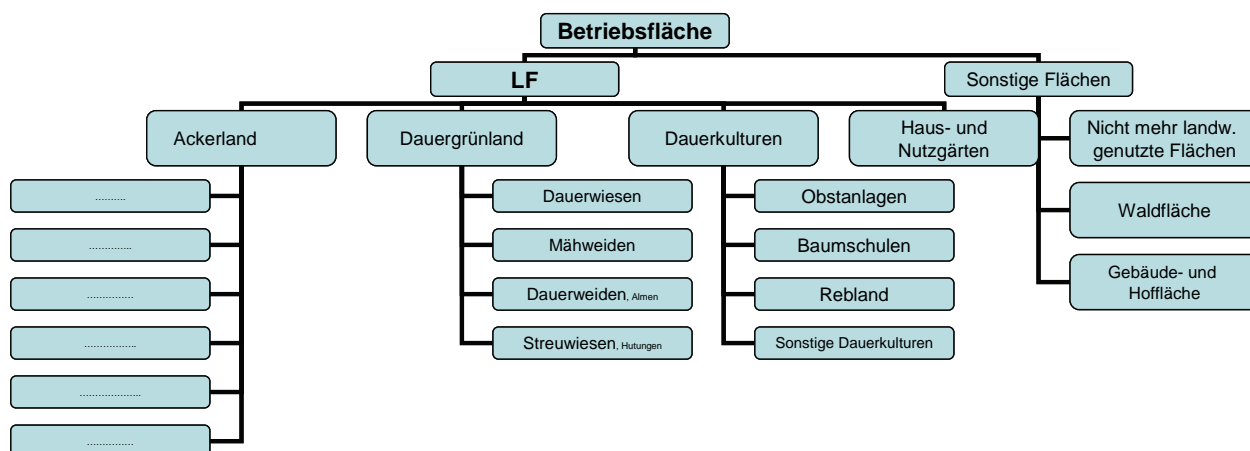 Betriebsfläche
LF
Sonstige Flächen
Ackerland
Dauergrünland
Dauerkulturen
Haus- und
Nutzgärten
Nicht mehr landw.
genutzte Flächen
..........
Dauerwiesen
Obstanlagen
Waldfläche
..............
Mähweiden
Baumschulen
...............
Dauerweiden, Almen
Rebland
Gebäude- und
Hoffläche
.................
Streuwiesen, Hutungen
Sonstige Dauerkulturen
....................
...............